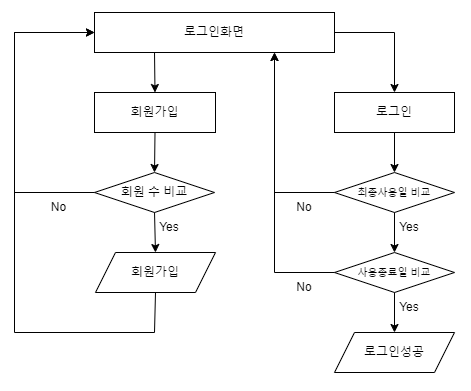 로그인화면
회원가입
로그인
회원 수 비교
최종사용일 비교
No
No
Yes
Yes
회원가입
사용종료일 비교
No
Yes
로그인성공